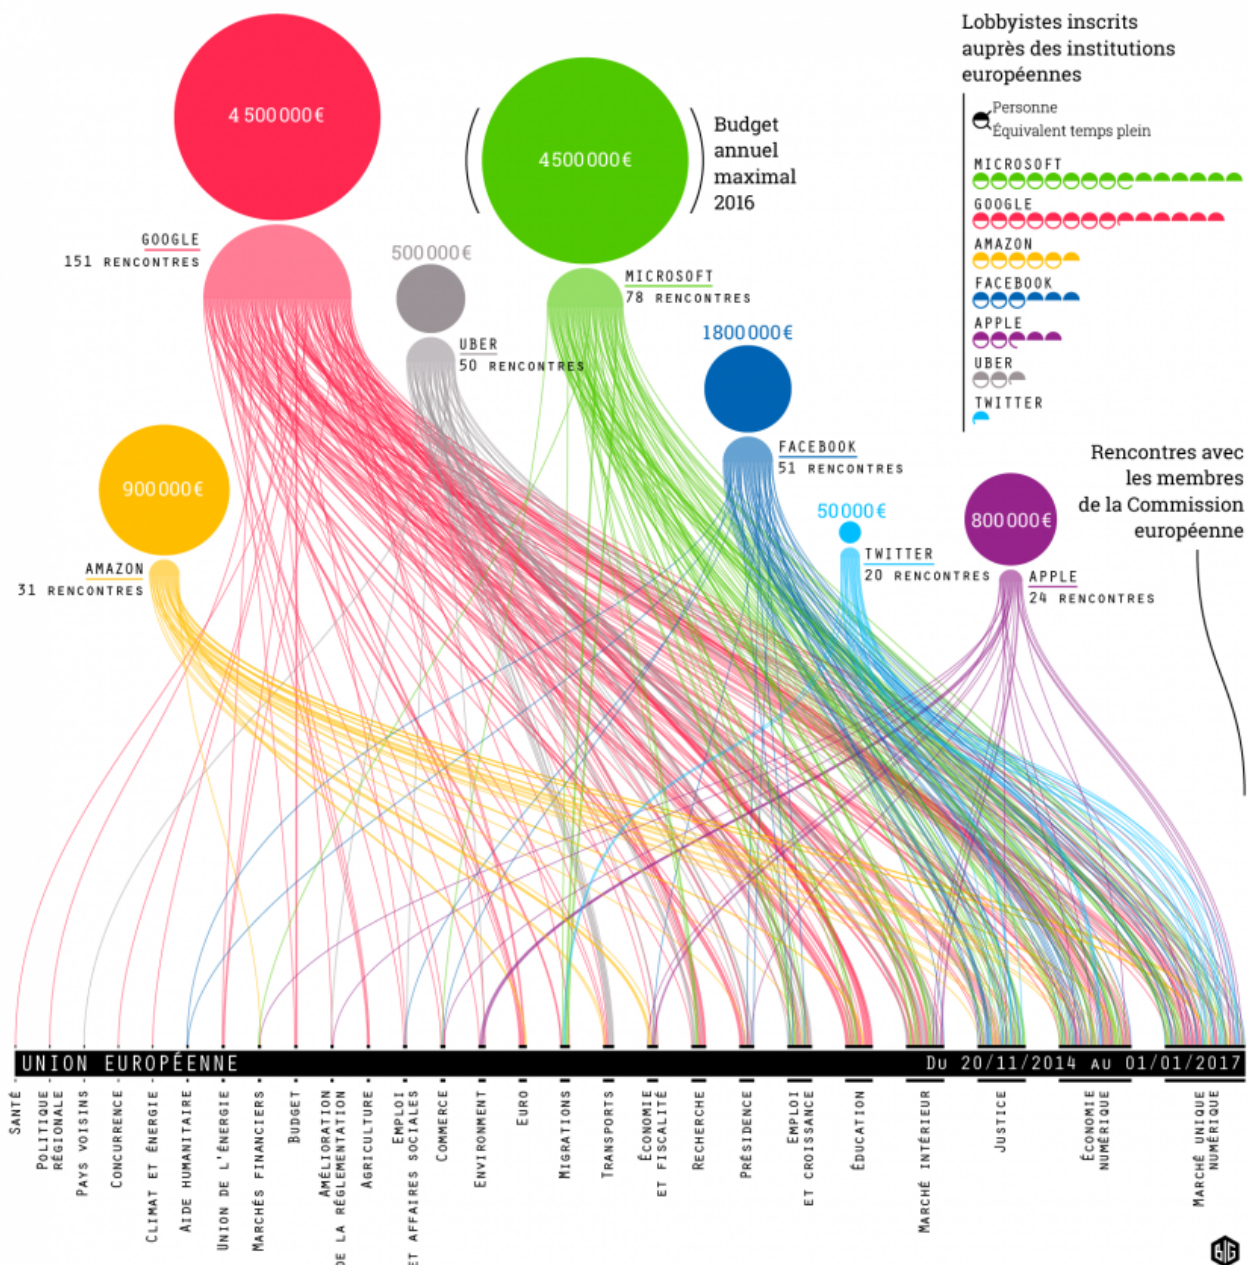 Lobbyistes inscrits
auprès des institutions
européennes
Personne
Équivalent temps plein
MICROSOFT
GOOGLE
AMAZON
FACEBOOK
APPLE
UBER
TWITTER
4 500 000 €
4 500 000 €
Budget
annuel
maximal
2016
GOOGLE
151 RENCONTRES
500 000 €
UBER
50 RENCONTRES
MICROSOFT
78 RENCONTRES
1 800 000 €
FACEBOOK
51 RENCONTRES
900 000 €
AMAZON
31 RENCONTRES
50 000 €
TWITTER
20 RENCONTRES
800 000 €
APPLE
24 RENCONTRES
Rencontres avec
les membres
de la Commission
européenne
UNION EUROPÉENNE
DU 20/11/2014 AU 01/01/2017
SANTÉ
POLITIQUE
RÉGIONALE
PAYS VOISINS
CONCURRENCE
CLIMAT ET ÉNERGIE
AIDE HUMANITAIRE
UNION DE L'ÉNERGIE
MARCHÉS FINANCIERS
BUDGET
AMÉLIORATION
DE LA RÉGLEMENTATION
AGRICULTURE
EMPLOI
ET AFFAIRES SOCIALES
COMMERCE
ENVIRONMENT
EURO
MIGRATIONS
TRANSPORTS
ÉCONOMIE
ET FISCALITÉ
RECHERCHE
PRÉSIDENCE
EMPLOI
ET CROISSANCE
ÉDUCATION
MARCHÉ INTÉRIEUR
JUSTICE
ÉCONOMIE
NUMÉRIQUE
MARCHÉ UNIQUE
NUMÉRIQUE